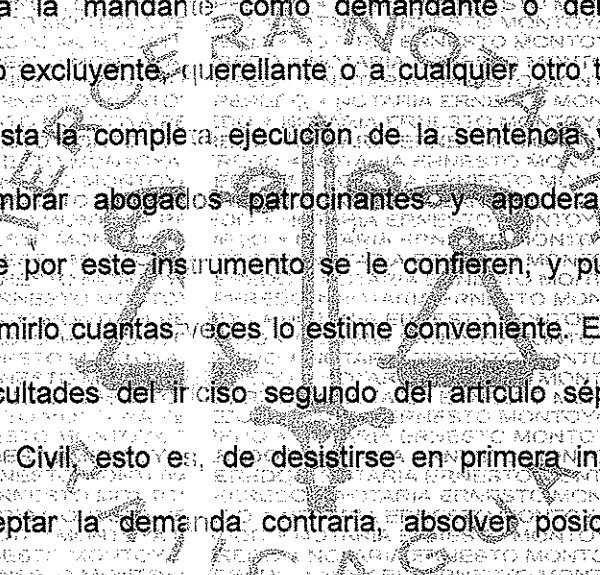 a la mandante como demandante o de
o excluyente, querellante o a cualquier otro t
sta la completa ejecución de la sentencia y
mbrar abogados patrocinantes y apodera
e por este instrumento se le confieren, y pu
mirlo cuantas veces lo estime conveniente. E
cultades del inciso segundo del artículo sép
Civil, esto es, de desistirse en primera in
eptar la demanda contraria, absolver posic